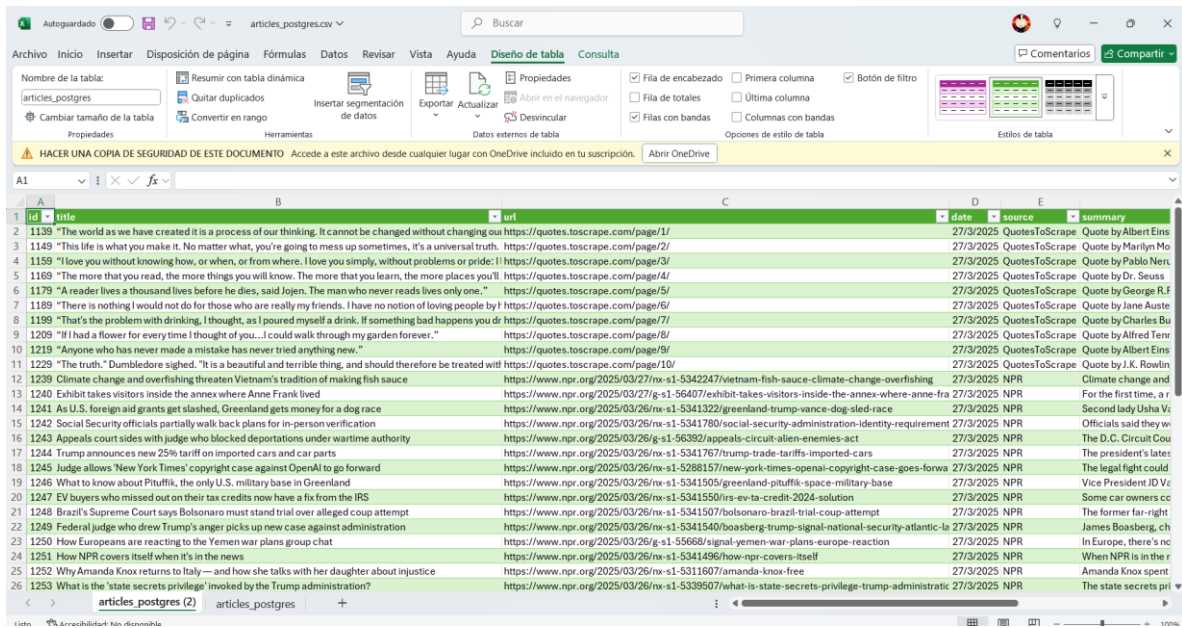 Autoguardado articles_postgres.csv Buscar
Archivo Inicio Insertar Disposición de página Fórmulas Datos Revisar Vista Ayuda Diseño de tabla Consulta Comentarios Compartir
Nombre de la tabla: Resumir con tabla dinámica Propiedades Fila de encabezado Primera columna Botón de filtro
articles_postgres Quitar duplicados Insertar segmentación de datos Exportar Actualizar Abrir en el navegador Fila de totales Última columna
Cambiar tamaño de la tabla Convertir en rango Desvincular Filas con bandas Columnas con bandas
Propiedades Herramientas Datos externos de tabla Opciones de estilo de tabla Estilos de tabla
HACER UNA COPIA DE SEGURIDAD DE ESTE DOCUMENTO Accede a este archivo desde cualquier lugar con OneDrive incluido en tu suscripción. Abrir OneDrive
A1 fx
A B C D E
1 id title url date source summary
2 1139 “The world as we have created it is a process of our thinking. It cannot be changed without changing our https://quotes.toscrape.com/page/1/ 27/3/2025 QuotesToScrape Quote by Albert Eins
3 1149 “This life is what you make it. No matter what, you're going to mess up sometimes, it's a universal truth. https://quotes.toscrape.com/page/2/ 27/3/2025 QuotesToScrape Quote by Marilyn Mo
4 1159 “I love you without knowing how, or when, or from where. I love you simply, without problems or pride: I l https://quotes.toscrape.com/page/3/ 27/3/2025 QuotesToScrape Quote by Pablo Neru
5 1169 “The more that you read, the more things you will know. The more that you learn, the more places you'll https://quotes.toscrape.com/page/4/ 27/3/2025 QuotesToScrape Quote by Dr. Seuss
6 1179 “A reader lives a thousand lives before he dies, said Jojen. The man who never reads lives only one.” https://quotes.toscrape.com/page/5/ 27/3/2025 QuotesToScrape Quote by George R.F
7 1189 “There is nothing I would not do for those who are really my friends. I have no notion of loving people by h https://quotes.toscrape.com/page/6/ 27/3/2025 QuotesToScrape Quote by Jane Auste
8 1199 “That's the problem with drinking, I thought, as I poured myself a drink. If something bad happens you dr https://quotes.toscrape.com/page/7/ 27/3/2025 QuotesToScrape Quote by Charles Bu
9 1209 “If I had a flower for every time I thought of you...I could walk through my garden forever.” https://quotes.toscrape.com/page/8/ 27/3/2025 QuotesToScrape Quote by Alfred Tenn
10 1219 “Anyone who has never made a mistake has never tried anything new.” https://quotes.toscrape.com/page/9/ 27/3/2025 QuotesToScrape Quote by Albert Eins
11 1229 “The truth." Dumbledore sighed. "It is a beautiful and terrible thing, and should therefore be treated with https://quotes.toscrape.com/page/10/ 27/3/2025 QuotesToScrape Quote by J.K. Rowlin
12 1239 Climate change and overfishing threaten Vietnam's tradition of making fish sauce https://www.npr.org/2025/03/27/nx-s1-5342247/vietnam-fish-sauce-climate-change-overfishing 27/3/2025 NPR Climate change and
13 1240 Exhibit takes visitors inside the annex where Anne Frank lived https://www.npr.org/2025/03/27/g-s1-56407/exhibit-takes-visitors-inside-the-annex-where-anne-fra 27/3/2025 NPR For the first time, a r
14 1241 As U.S. foreign aid grants get slashed, Greenland gets money for a dog race https://www.npr.org/2025/03/26/nx-s1-5341322/greenland-trump-vance-dog-sled-race 27/3/2025 NPR Second lady Usha Va
15 1242 Social Security officials partially walk back plans for in-person verification https://www.npr.org/2025/03/26/nx-s1-5341780/social-security-administration-identity-requirement 27/3/2025 NPR Officials said they w
16 1243 Appeals court sides with judge who blocked deportations under wartime authority https://www.npr.org/2025/03/26/g-s1-56392/appeals-circuit-alien-enemies-act 27/3/2025 NPR The D.C. Circuit Cou
17 1244 Trump announces new 25% tariff on imported cars and car parts https://www.npr.org/2025/03/26/nx-s1-5341767/trump-trade-tariffs-imported-cars 27/3/2025 NPR The president's lates
18 1245 Judge allows 'New York Times' copyright case against OpenAI to go forward https://www.npr.org/2025/03/26/nx-s1-5288157/new-york-times-openai-copyright-case-goes-forwa 27/3/2025 NPR The legal fight could
19 1246 What to know about Pituffik, the only U.S. military base in Greenland https://www.npr.org/2025/03/26/nx-s1-5341505/greenland-pituffik-space-military-base 27/3/2025 NPR Vice President JD Va
20 1247 EV buyers who missed out on their tax credits now have a fix from the IRS https://www.npr.org/2025/03/26/nx-s1-5341550/irs-ev-ta-credit-2024-solution 27/3/2025 NPR Some car owners co
21 1248 Brazil's Supreme Court says Bolsonaro must stand trial over alleged coup attempt https://www.npr.org/2025/03/26/nx-s1-5341507/bolsonaro-brazil-trial-coup-attempt 27/3/2025 NPR The former far-right
22 1249 Federal judge who drew Trump's anger picks up new case against administration https://www.npr.org/2025/03/26/nx-s1-5341540/boasberg-trump-signal-national-security-atlantic-la 27/3/2025 NPR James Boasberg, ch
23 1250 How Europeans are reacting to the Yemen war plans group chat https://www.npr.org/2025/03/26/g-s1-55668/signal-yemen-war-plans-europe-reaction 27/3/2025 NPR In Europe, there's no
24 1251 How NPR covers itself when it's in the news https://www.npr.org/2025/03/26/nx-s1-5341496/how-npr-covers-itself 27/3/2025 NPR When NPR is in the r
25 1252 Why Amanda Knox returns to Italy — and how she talks with her daughter about injustice https://www.npr.org/2025/03/26/nx-s1-5311607/amanda-knox-free 27/3/2025 NPR Amanda Knox spent
26 1253 What is the 'state secrets privilege' invoked by the Trump administration? https://www.npr.org/2025/03/26/nx-s1-5339507/what-is-state-secrets-privilege-trump-administratic 27/3/2025 NPR The state secrets pri
articles_postgres (2) articles_postgres
Listo Accesibilidad: No disponible 100%